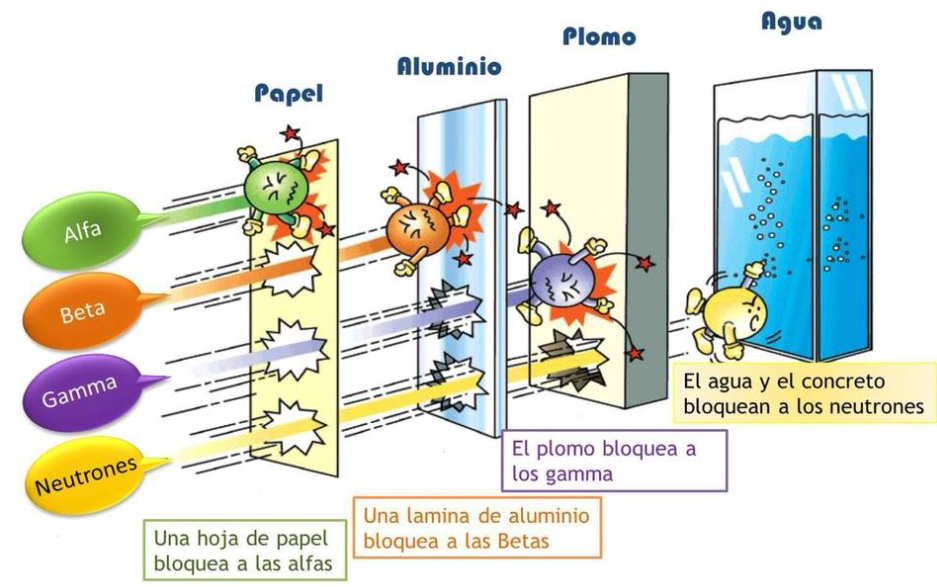 Papel
Aluminio
Plomo
Agua
Alfa
Beta
Gamma
Neutrones
Una hoja de papel
bloquea a las alfas
Una lamina de aluminio
bloquea a las Betas
El plomo bloquea a
los gamma
El agua y el concreto
bloquean a los neutrones